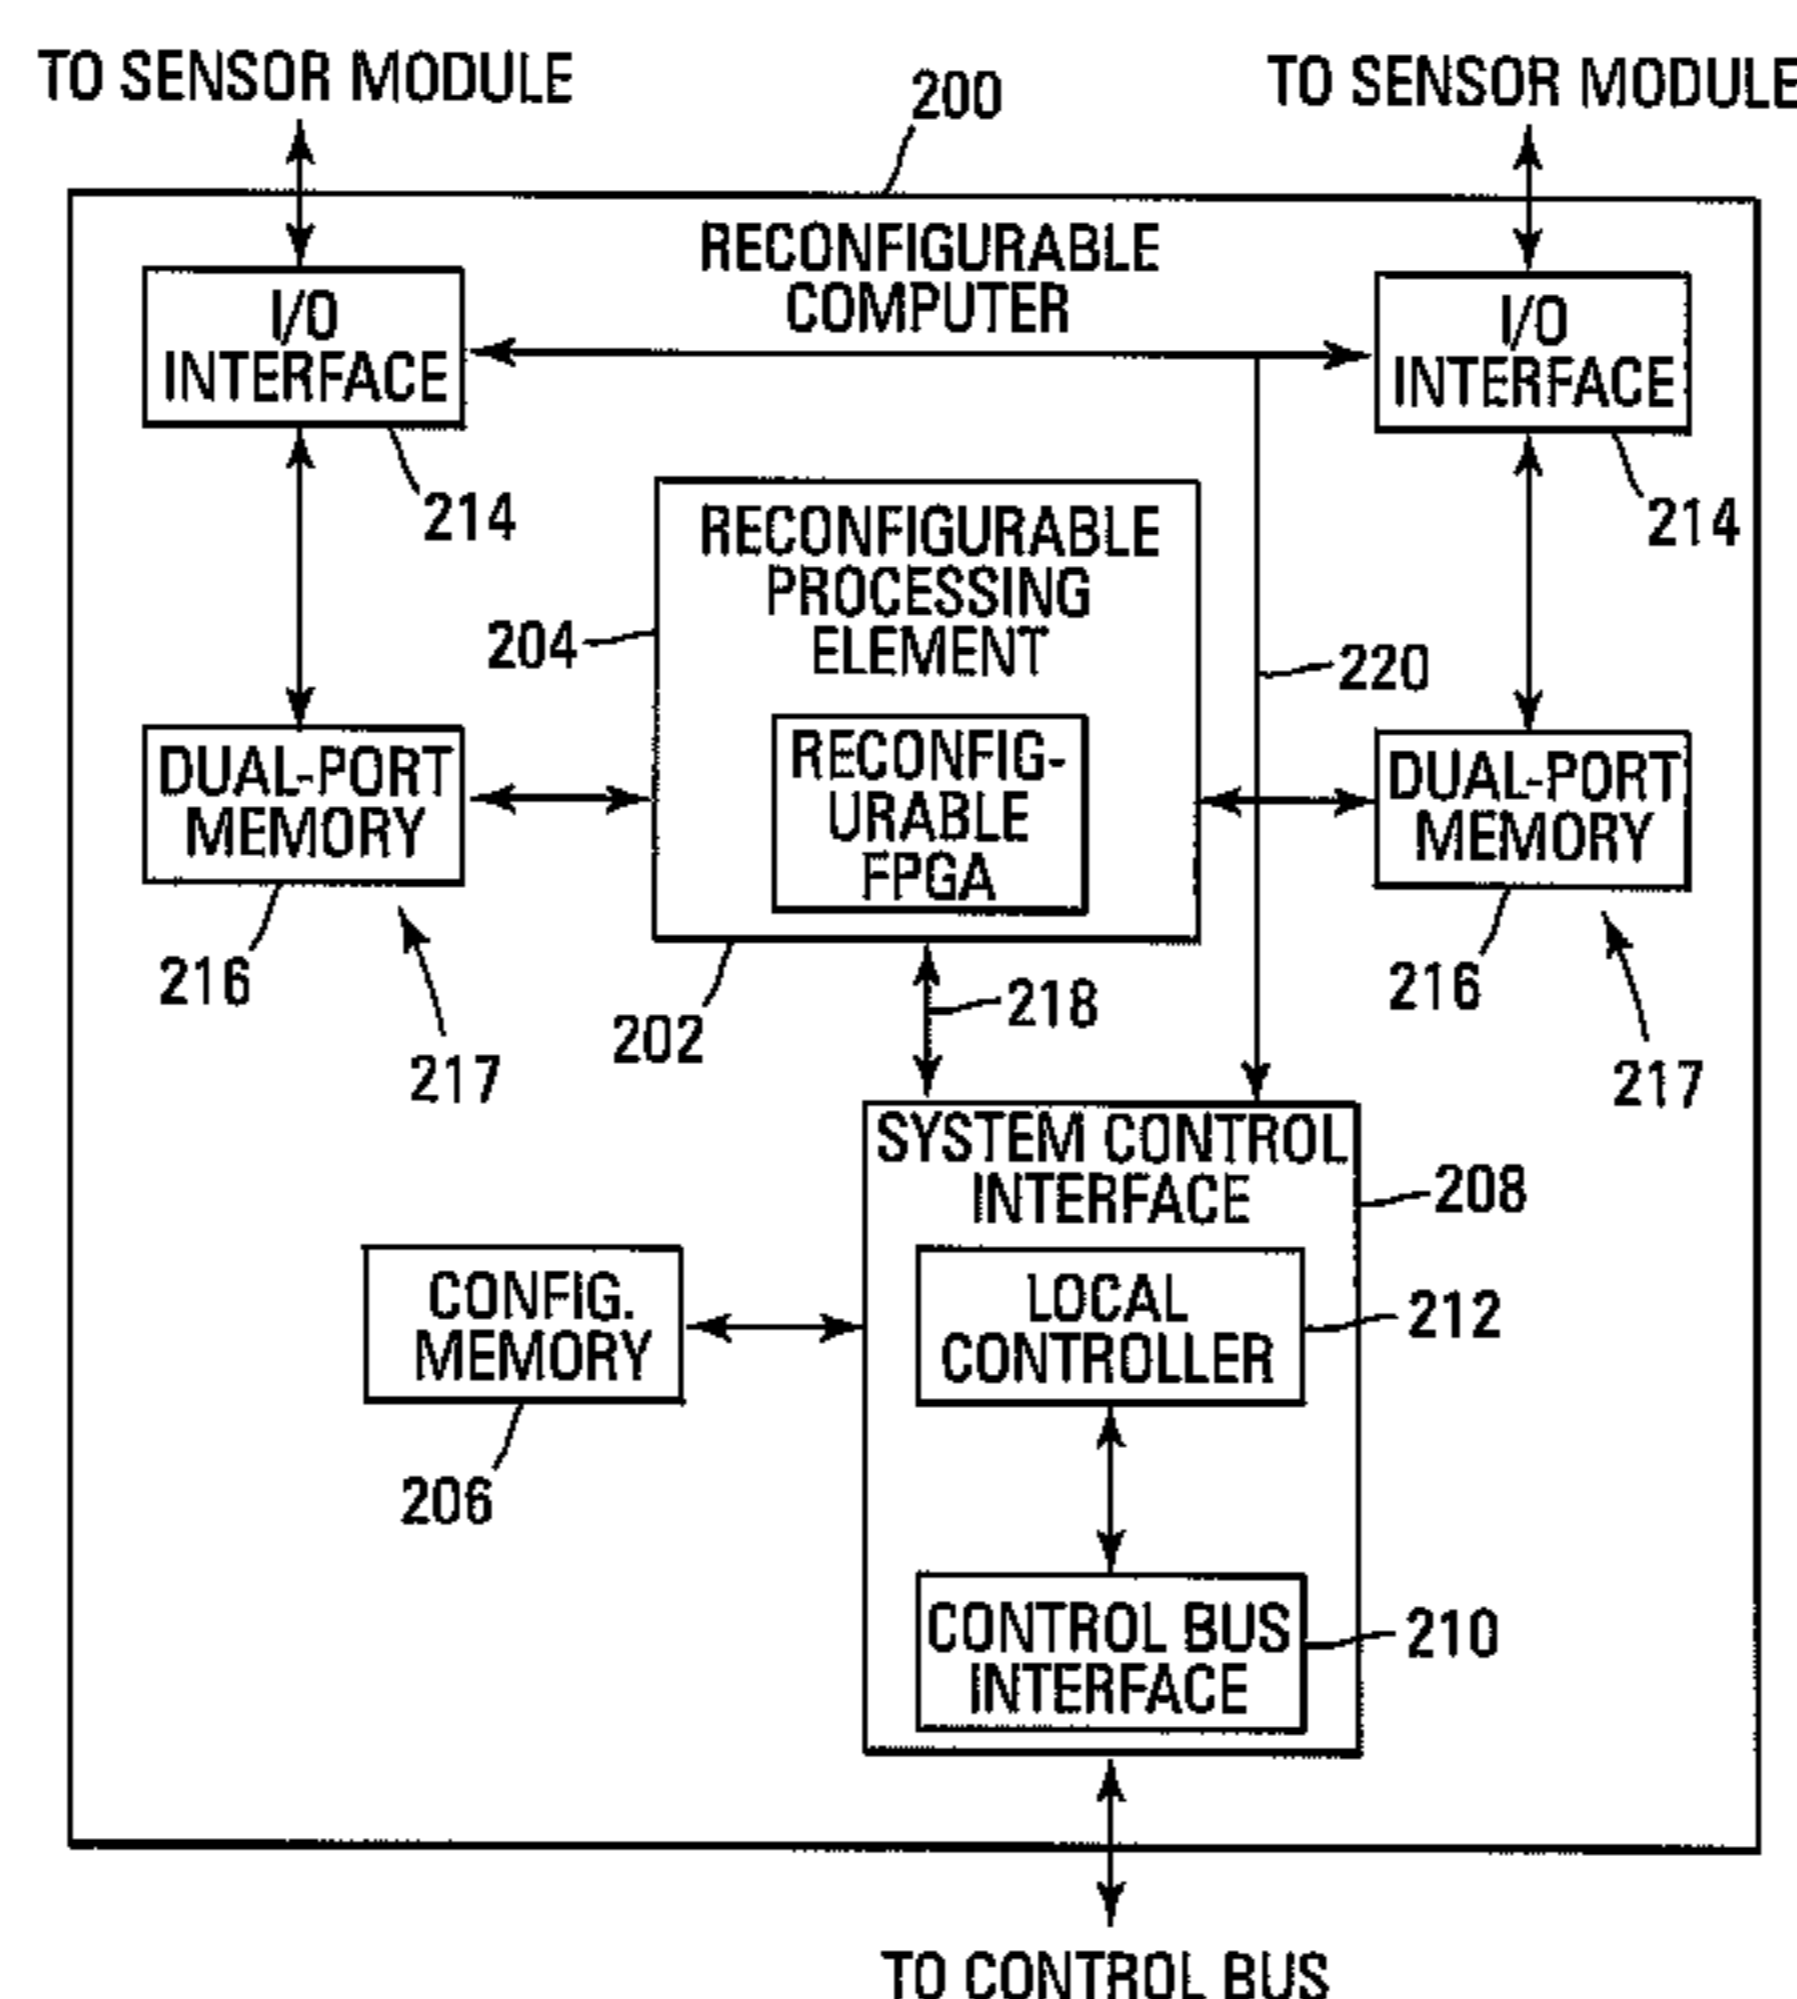 TO SENSOR MODULE
200
TO SENSOR MODULE
RECONFIGURABLE
COMPUTER
I/O
INTERFACE
I/O
INTERFACE
214
214
RECONFIGURABLE
PROCESSING
ELEMENT
204
220
RECONFIG-
URABLE
FPGA
DUAL-PORT
MEMORY
DUAL-PORT
MEMORY
216
202
218
216
217
217
SYSTEM CONTROL
INTERFACE
208
CONFIG.
MEMORY
LOCAL
CONTROLLER
212
206
CONTROL BUS
INTERFACE
210
TO CONTROL BUS